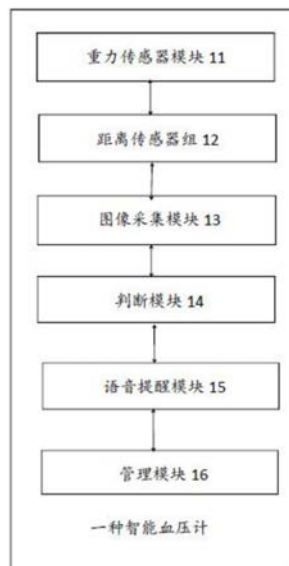 重力传感器模块 11
距离传感器组 12
图像采集模块 13
判断模块 14
语音提醒模块 15
管理模块 16
一种智能血压计